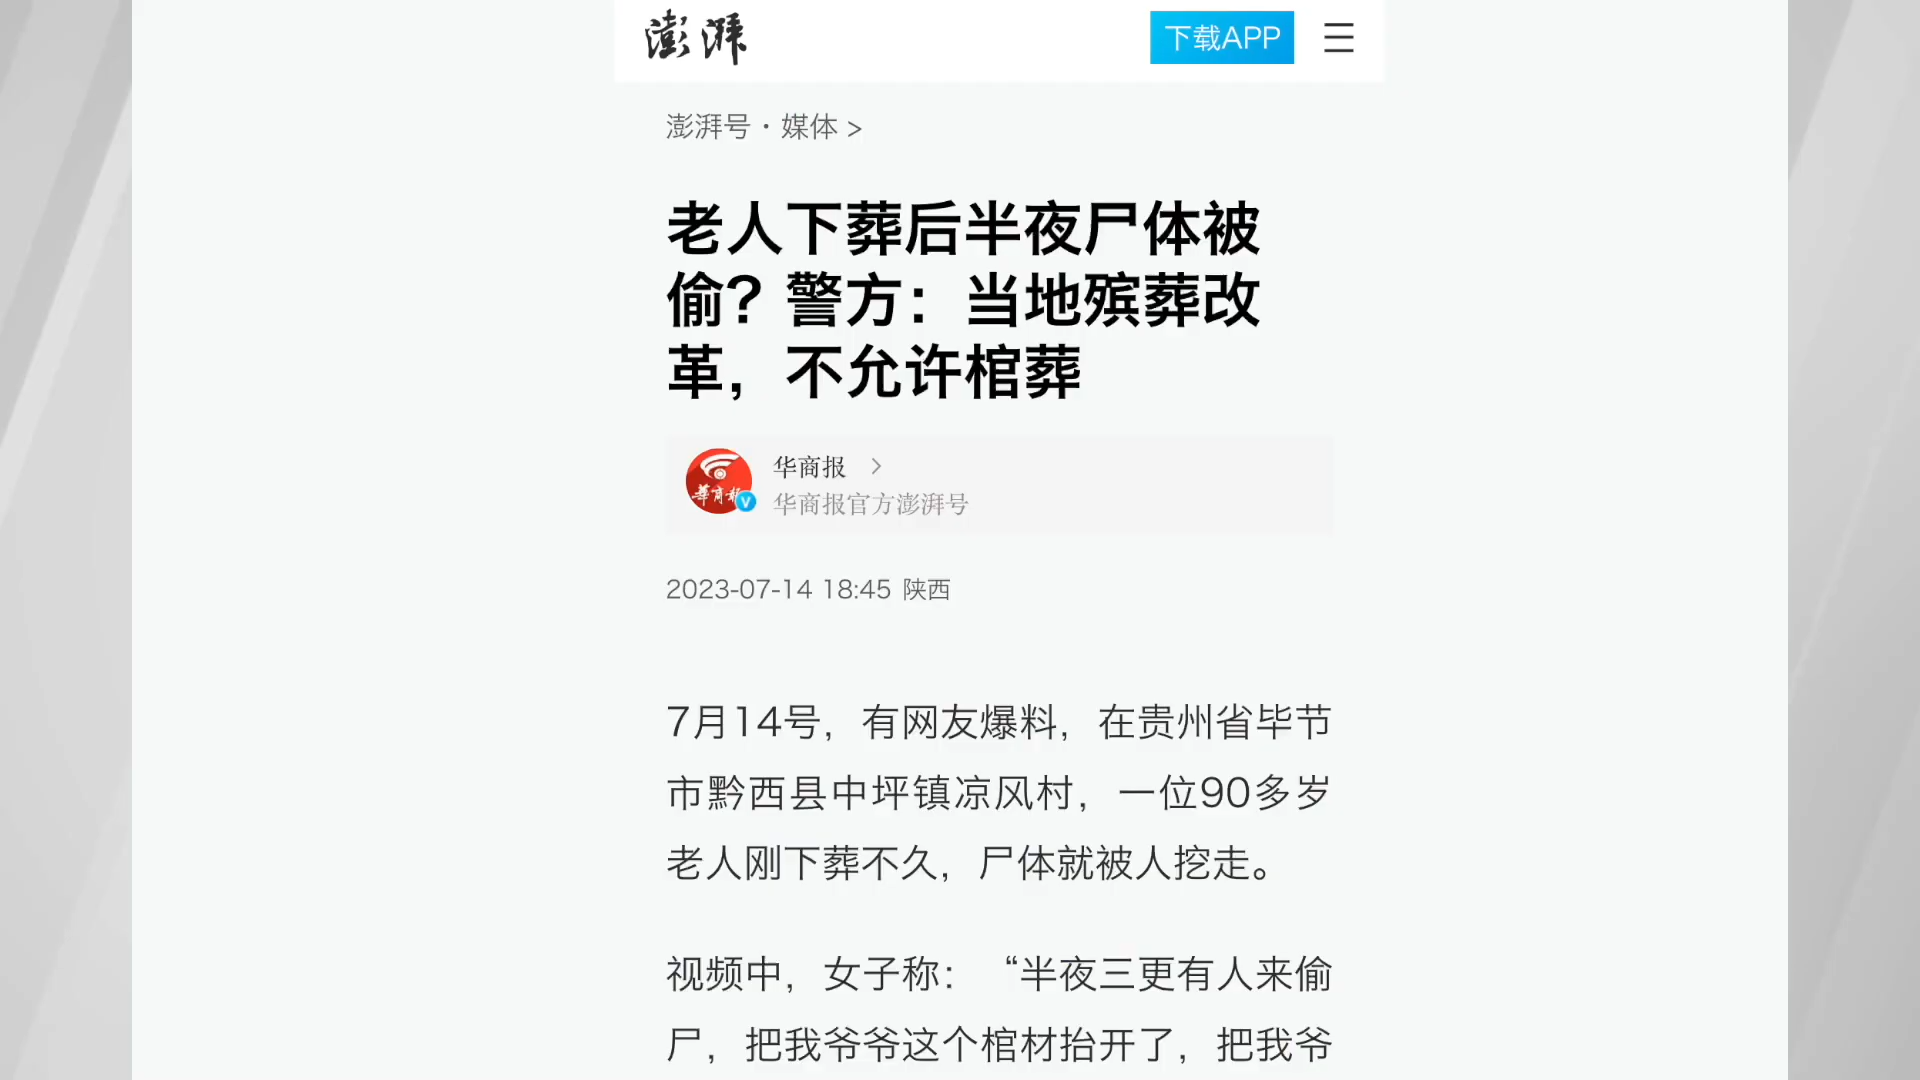 澎湃
下载APP
澎湃号·媒体 >
老人下葬后半夜尸体被
偷？警方：当地殡葬改
革，不允许棺葬
華商报
华商报 >
华商报官方澎湃号
2023-07-14 18:45 陕西
7月14号，有网友爆料，在贵州省毕节
市黔西县中坪镇凉风村，一位90多岁
老人刚下葬不久，尸体就被人挖走。
视频中，女子称：“半夜三更有人来偷
尸，把我爷爷这个棺材抬开了，把我爷